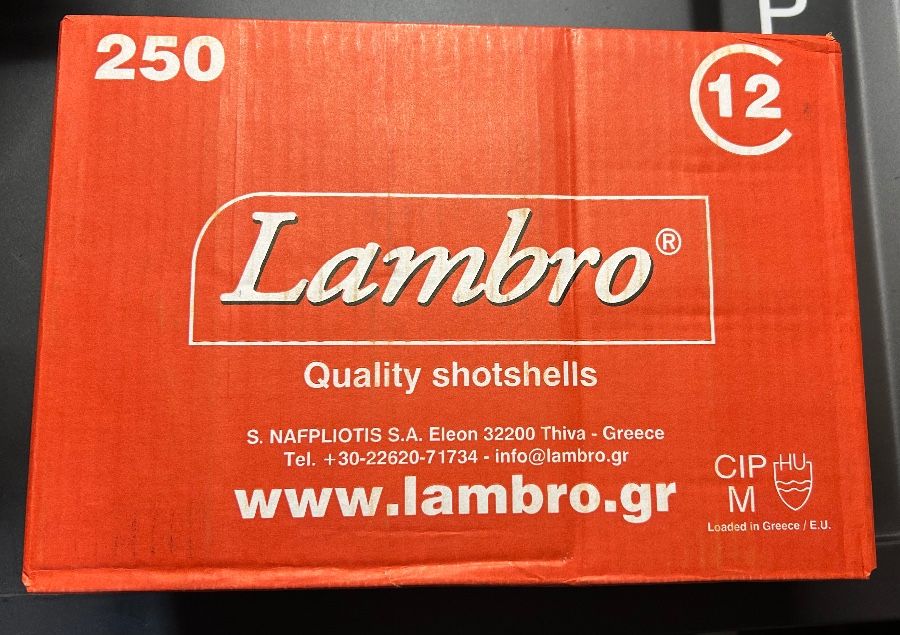 P
250
12
Lambro®
Quality shotshells
S. NAFPLIOTIS S.A. Eleon 32200 Thiva - Greece
Tel. +30-22620-71734 - info@lambro.gr
www.lambro.gr
CIP
M
HU
Loaded in Greece / E.U.